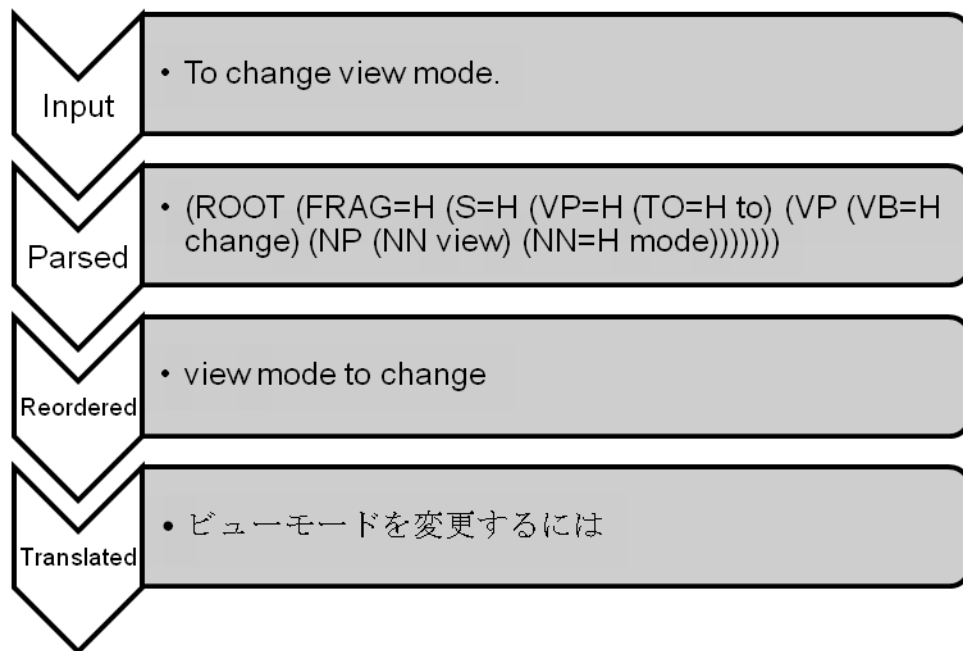 Input
• To change view mode.
Parsed
• (ROOT (FRAG=H (S=H (VP=H (TO=H to) (VP (VB=H
change) (NP (NN view) (NN=H mode)))))))
Reordered
• view mode to change
Translated
• ビューモードを変更するには